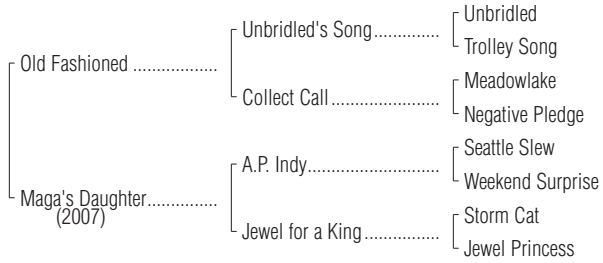 Unbridled
Unbridled's Song..............
Trolley Song
Old Fashioned .................
Meadowlake
Collect Call.......................
Negative Pledge
Seattle Slew
A.P. Indy............................
Weekend Surprise
Maga's Daughter..............
(2007)
Storm Cat
Jewel for a King................
Jewel Princess